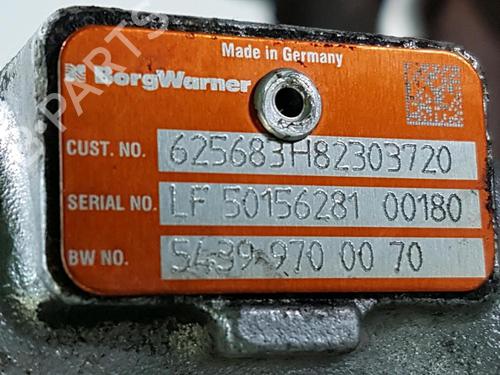 Made in Germany
BorgWarner
CUST. NO. 625683H82303720
SERIAL NO. LF 50156281 00180
BW NO. 5439 970 00 70